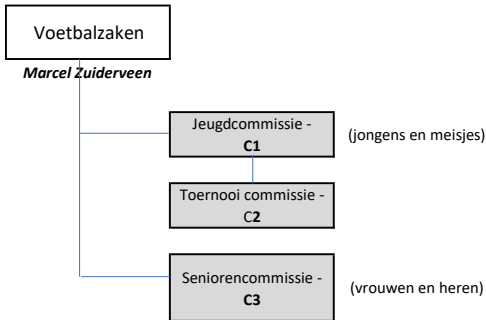 Voetbalzaken
Marcel Zuiderveen
Jeugdcommissie -
C1
(jongens en meisjes)
Toernooi commissie -
C2
Seniorencommissie -
C3
(vrouwen en heren)